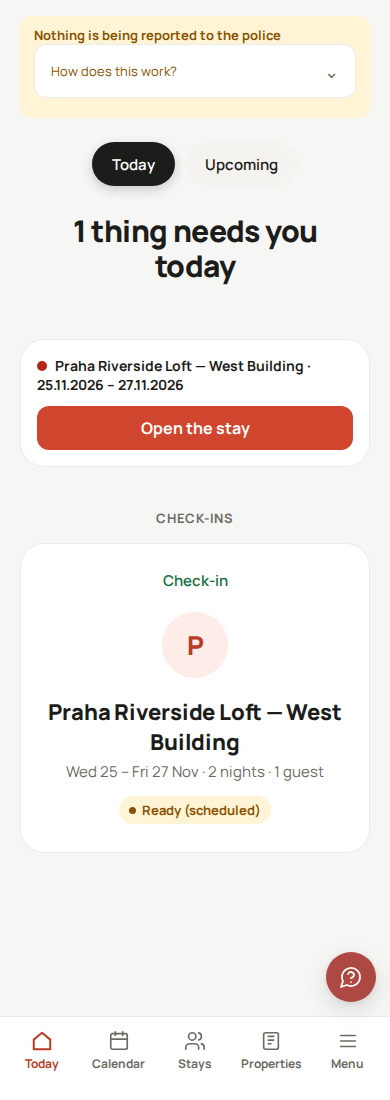 Nothing is being reported to the police
How does this work?
Today
Upcoming
1 thing needs you
today
Praha Riverside Loft — West Building ·
25.11.2026 – 27.11.2026
Open the stay
CHECK-INS
Check-in
P
Praha Riverside Loft — West
Building
Wed 25 – Fri 27 Nov · 2 nights · 1 guest
Ready (scheduled)
Today
Calendar
Stays
Properties
Menu